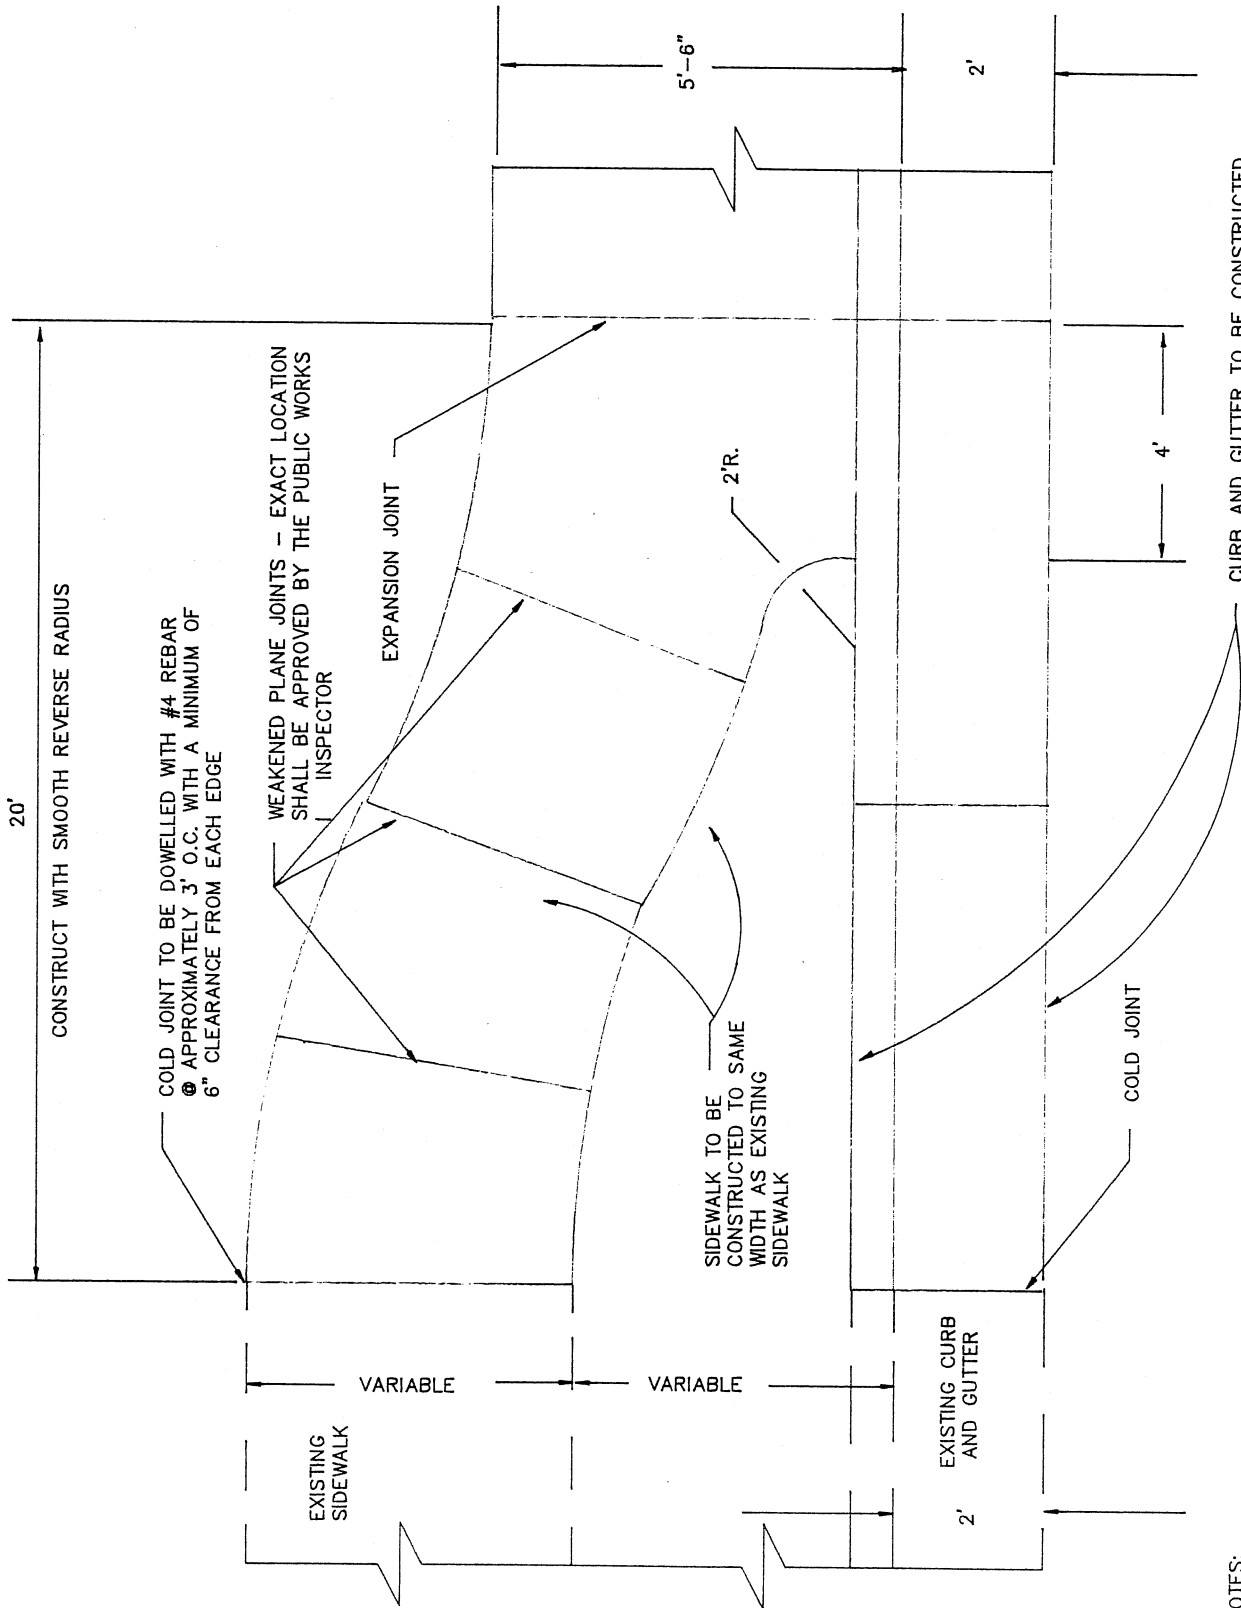 20'
CONSTRUCT WITH SMOOTH REVERSE RADIUS
COLD JOINT TO BE DOWELLED WITH #4 REBAR
@ APPROXIMATELY 3' O.C. WITH A MINIMUM OF
6" CLEARANCE FROM EACH EDGE
WEAKENED PLANE JOINTS - EXACT LOCATION
SHALL BE APPROVED BY THE PUBLIC WORKS
INSPECTOR
EXPANSION JOINT
5'-6"
2'
2'R.
4'
VARIABLE
VARIABLE
EXISTING
SIDEWALK
SIDEWALK TO BE
CONSTRUCTED TO SAME
WIDTH AS EXISTING
SIDEWALK
EXISTING CURB
AND GUTTER
2'
COLD JOINT
CURB AND GUTTER TO BE CONSTRUCTED
OTES: